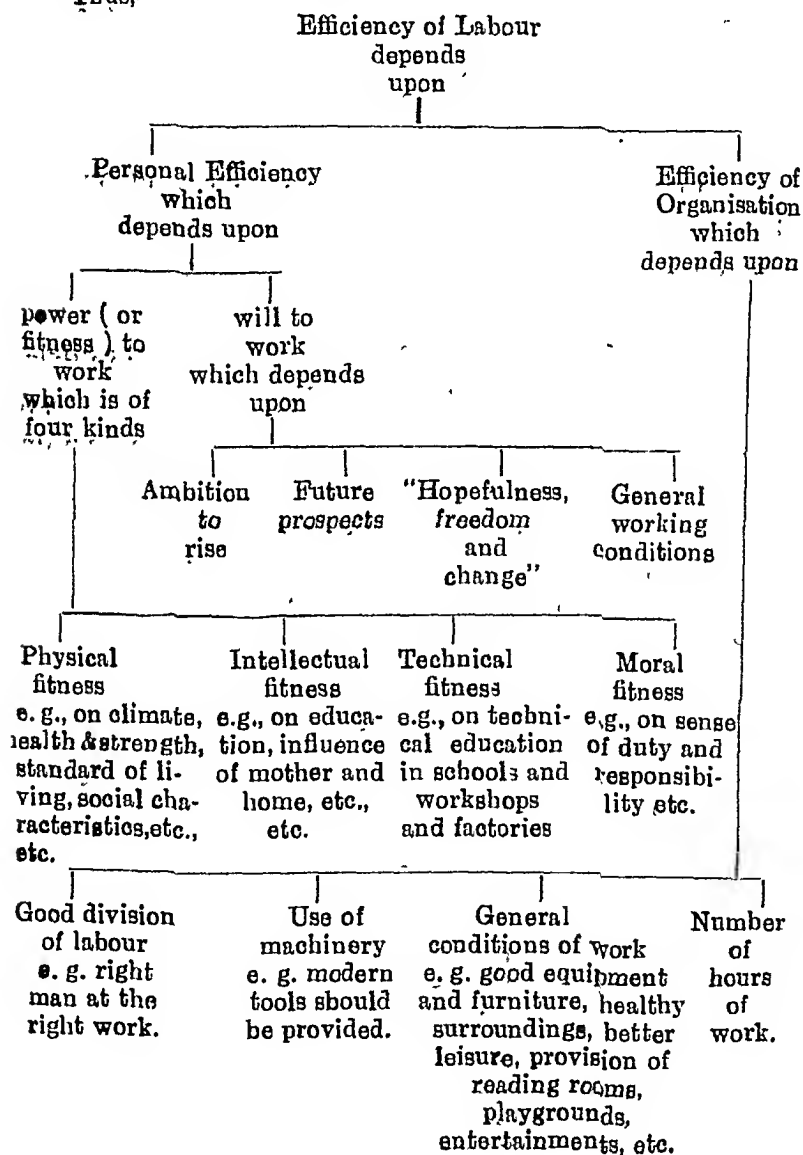 Thus,
Efficiency of Labour
depends
upon
Personal Efficiency
which
depends upon
Efficiency of
Organisation
which
depends upon
power ( or
fitness ) to
work
which is of
four kinds
will to
work
which depends
upon
Ambition
to
rise
Future
prospects
"Hopefulness,
freedom
and
change"
General
working
conditions
Physical
fitness
e. g., on climate,
health & strength,
standard of li-
ving, social cha-
racteristics, etc.,
etc.
Intellectual
fitness
e.g., on educa-
tion, influence
of mother and
home, etc.,
etc.
Technical
fitness
e.g., on techni-
cal education
in schools and
workshops
and factories
Moral
fitness
e.g., on sense
of duty and
responsibi-
lity etc.
Good division
of labour
e. g. right
man at the
right work.
Use of
machinery
e. g. modern
tools should
be provided.
General
conditions of work
e. g. good equipment
and furniture, healthy
surroundings, better
leisure, provision of
reading rooms,
playgrounds,
entertainments, etc.
Number
of
hours
of
work.